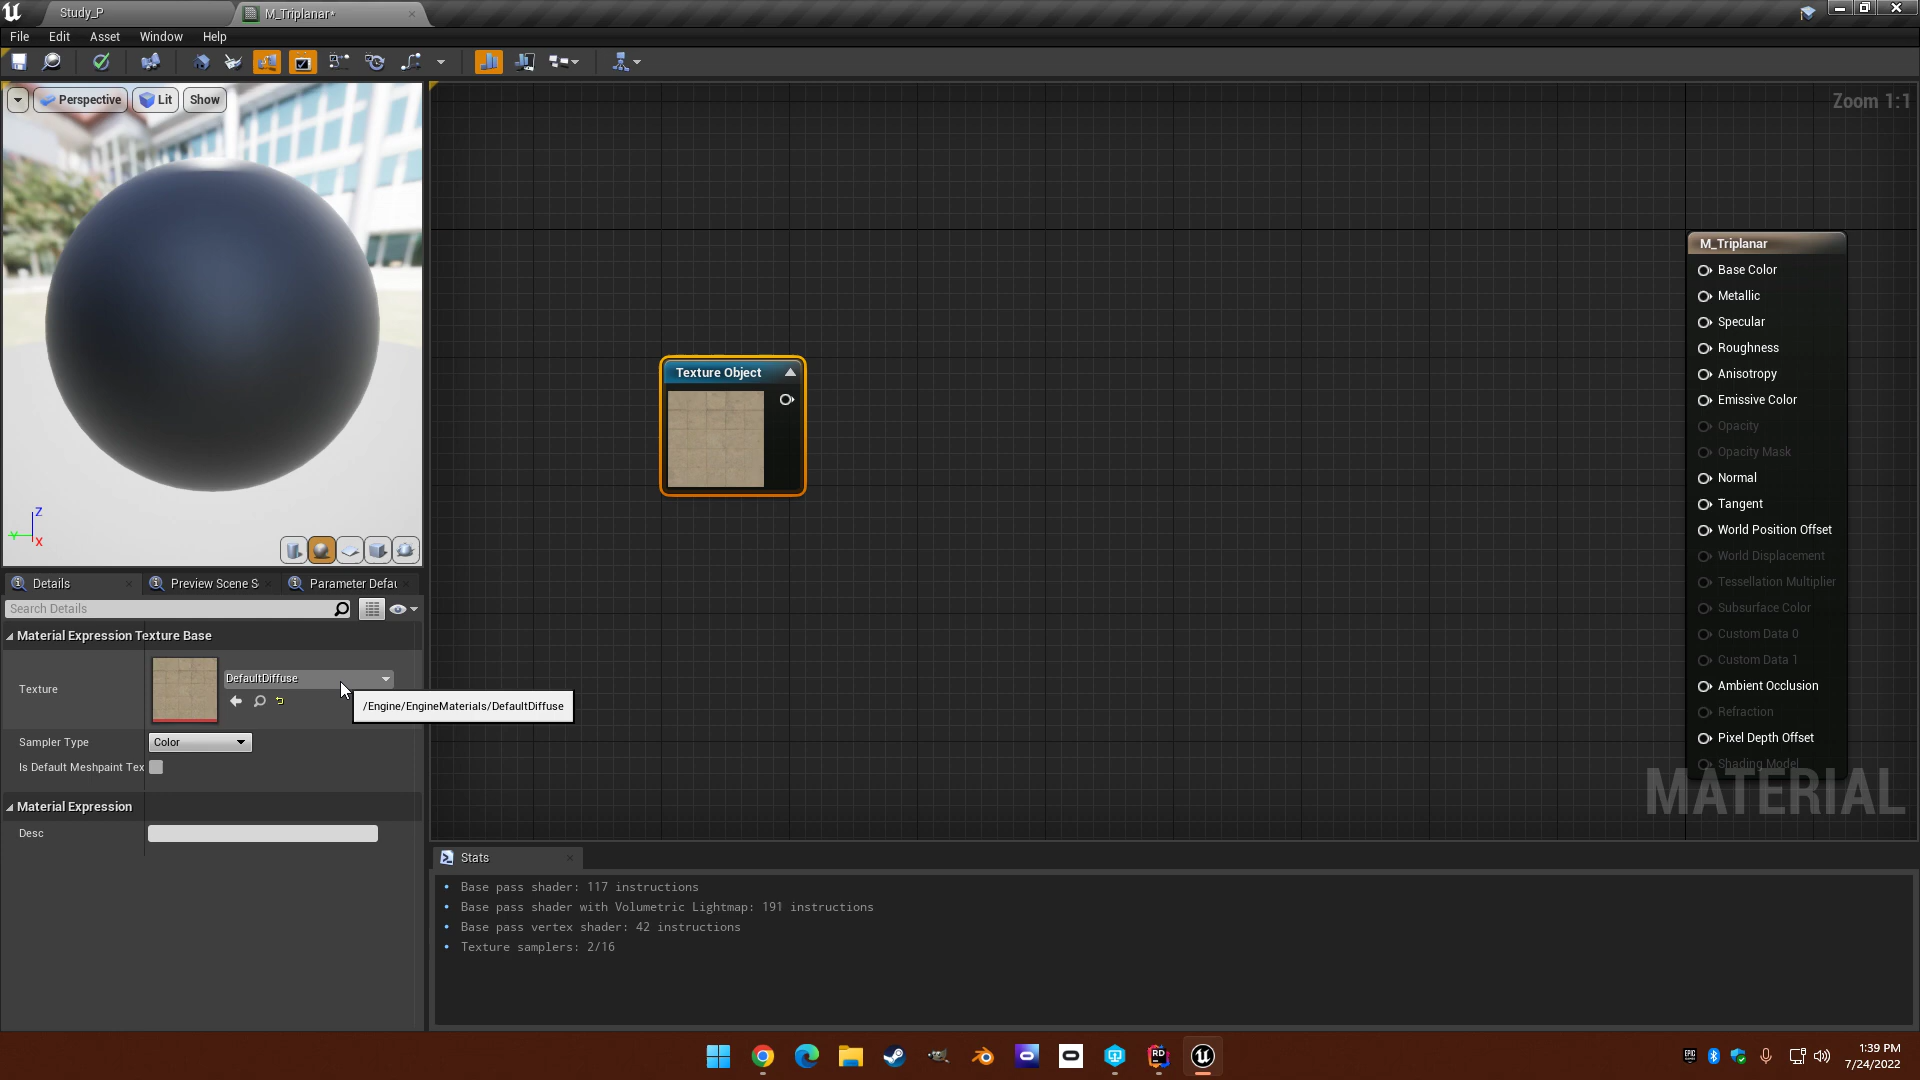 Study_P
M_Triplanar*
File
Edit
Asset
Window
Help
Perspective
Lit
Show
Zoom 1:1
Texture Object
M_Triplanar
Base Color
Metallic
Specular
Roughness
Anisotropy
Emissive Color
Opacity
Opacity Mask
Normal
Tangent
World Position Offset
World Displacement
Tessellation Multiplier
Subsurface Color
Custom Data 0
Custom Data 1
Ambient Occlusion
Refraction
Pixel Depth Offset
Shading Model
MATERIAL
Z
Y
X
Details
Preview Scene S
Parameter Defau
Search Details
Material Expression Texture Base
Texture
DefaultDiffuse
/Engine/EngineMaterials/DefaultDiffuse
Sampler Type
Color
Is Default Meshpaint Tex
Material Expression
Desc
Stats
Base pass shader: 117 instructions
Base pass shader with Volumetric Lightmap: 191 instructions
Base pass vertex shader: 42 instructions
Texture samplers: 2/16
RD
EPIC
1:39 PM
7/24/2022